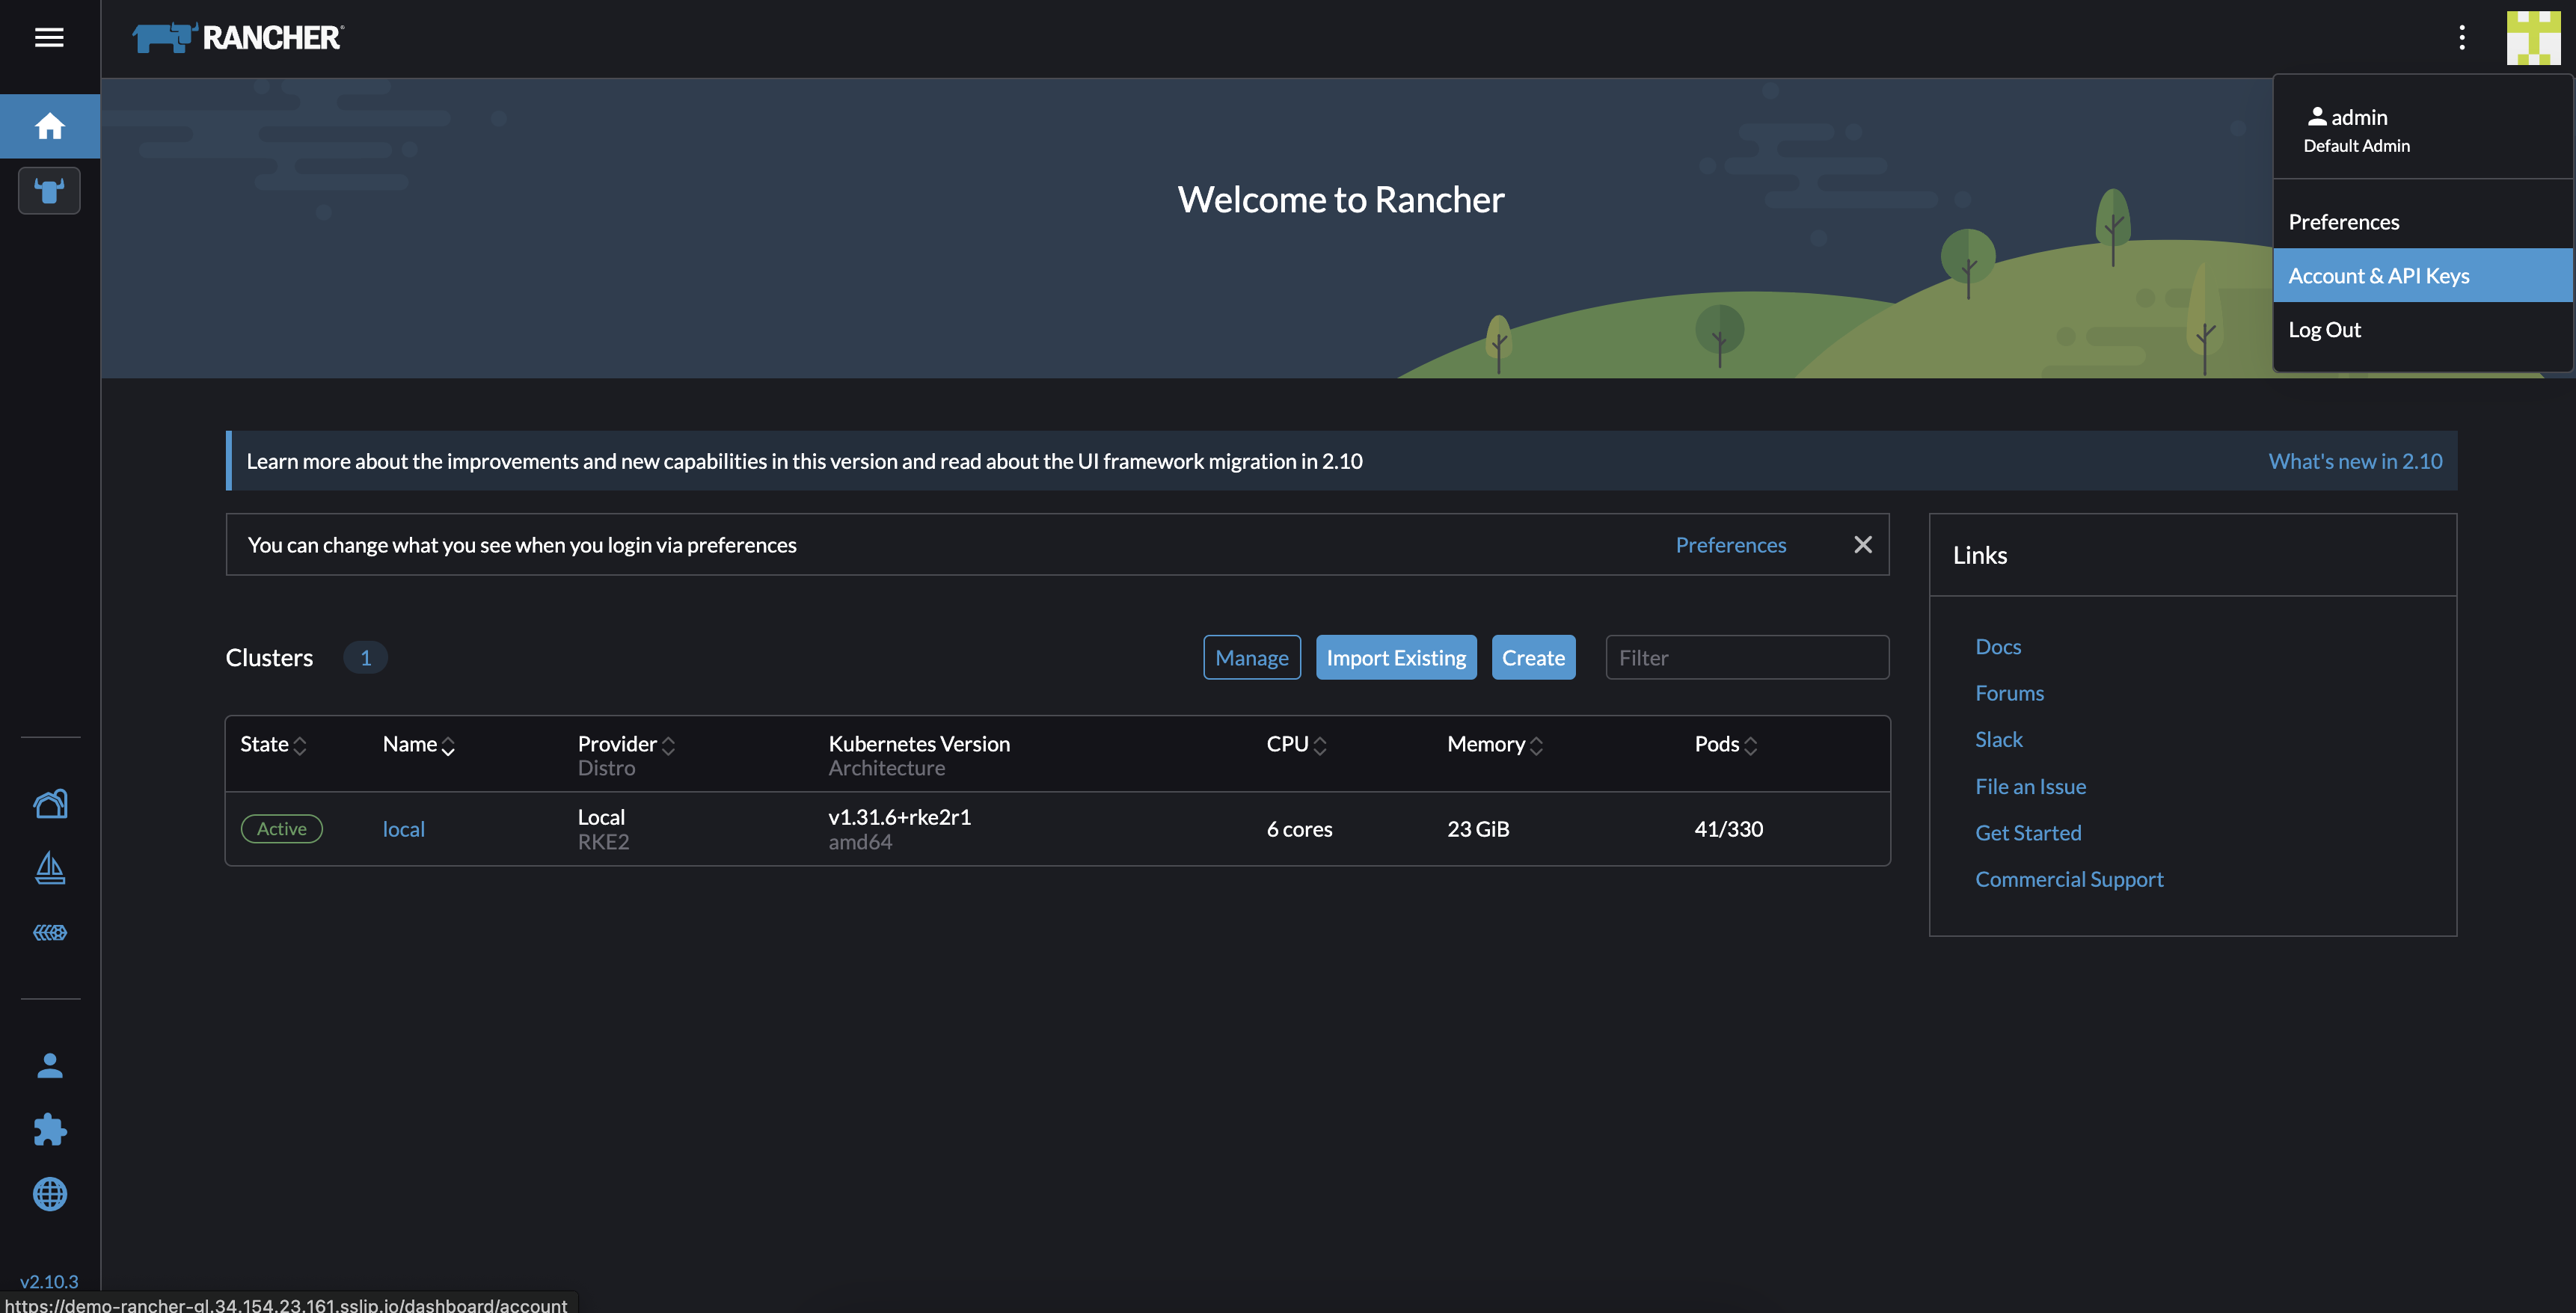 RANCHER
admin
Default Admin
Preferences
Account & API Keys
Log Out
Welcome to Rancher
Learn more about the improvements and new capabilities in this version and read about the UI framework migration in 2.10
What's new in 2.10
You can change what you see when you login via preferences
Preferences
Links
Docs
Forums
Slack
File an Issue
Get Started
Commercial Support
Clusters 1
Manage
Import Existing
Create
Filter
State Name Provider Kubernetes Version CPU Memory Pods
Distro Architecture
Active local Local v1.31.6+rke2r1 6 cores 23 GiB 41/330
RKE2 amd64
v2.10.3
https://demo-rancher-gl.34.154.23.161.sslip.io/dashboard/account